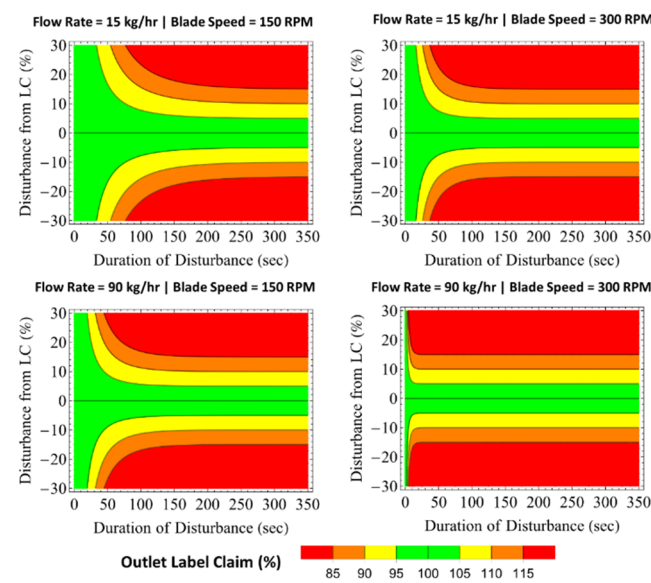 Flow Rate = 15 kg/hr | Blade Speed = 150 RPM
30
20
10
0
−10
−20
−30
Disturbance from LC (%)
0 50 100 150 200 250 300 350
Duration of Disturbance (sec)
Flow Rate = 15 kg/hr | Blade Speed = 300 RPM
30
20
10
0
−10
−20
−30
Disturbance from LC (%)
0 50 100 150 200 250 300 350
Duration of Disturbance (sec)
Flow Rate = 90 kg/hr | Blade Speed = 150 RPM
30
20
10
0
−10
−20
−30
Disturbance from LC (%)
0 50 100 150 200 250 300 350
Duration of Disturbance (sec)
Flow Rate = 90 kg/hr | Blade Speed = 300 RPM
30
20
10
0
−10
−20
−30
Disturbance from LC (%)
0 50 100 150 200 250 300 350
Duration of Disturbance (sec)
Outlet Label Claim (%)
85 90 95 100 105 110 115